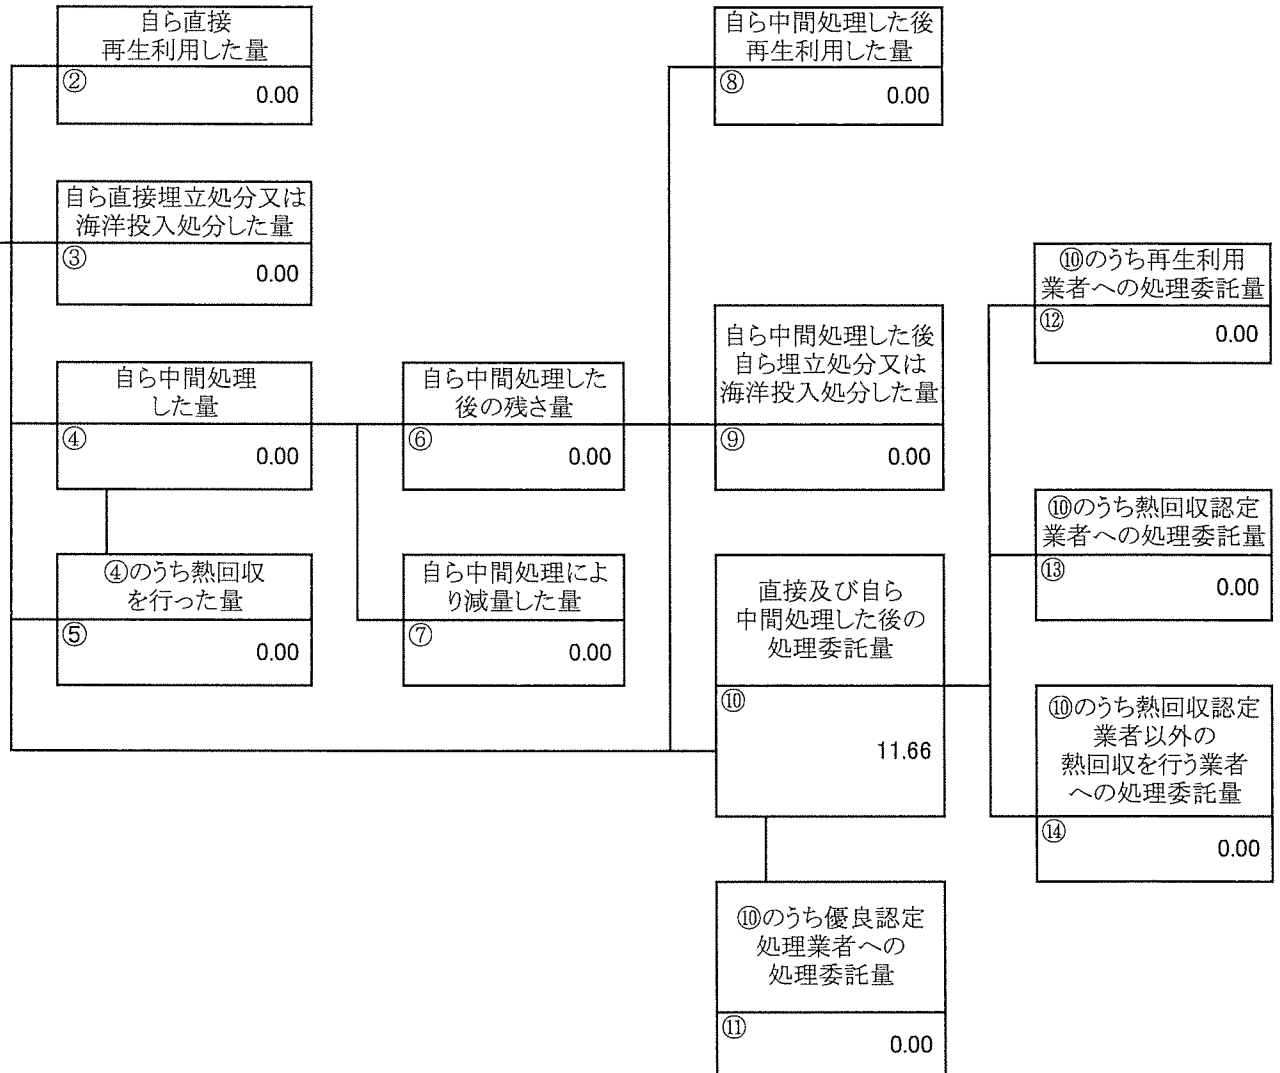 自ら直接
再生利用した量
②
0.00
自ら直接埋立処分又は
海洋投入処分した量
③
0.00
自ら中間処理
した量
④
0.00
④のうち熱回収
を行った量
⑤
0.00
自ら中間処理した
後の残さ量
⑥
0.00
自ら中間処理によ
り減量した量
⑦
0.00
自ら中間処理した後
再生利用した量
⑧
0.00
自ら中間処理した後
自ら埋立処分又は
海洋投入処分した量
⑨
0.00
直接及び自ら
中間処理した後の
処理委託量
⑩
11.66
⑩のうち優良認定
処理業者への
処理委託量
⑪
0.00
⑩のうち再生利用
業者への処理委託量
⑫
0.00
⑩のうち熱回収認定
業者への処理委託量
⑬
0.00
⑩のうち熱回収認定
業者以外の
熱回収を行う業者
への処理委託量
⑭
0.00